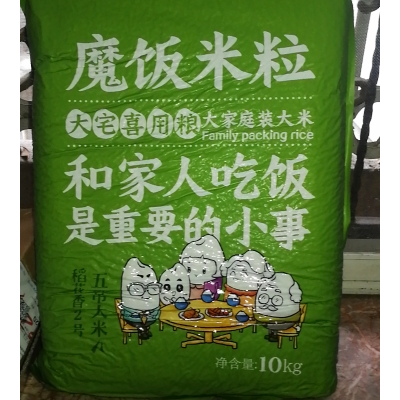 魔饭米粒
大宅喜用粮 大家庭装大米
Family packing rice
和家人吃饭
是重要的小事
五常大米
稻花香2号
净含量:10kg